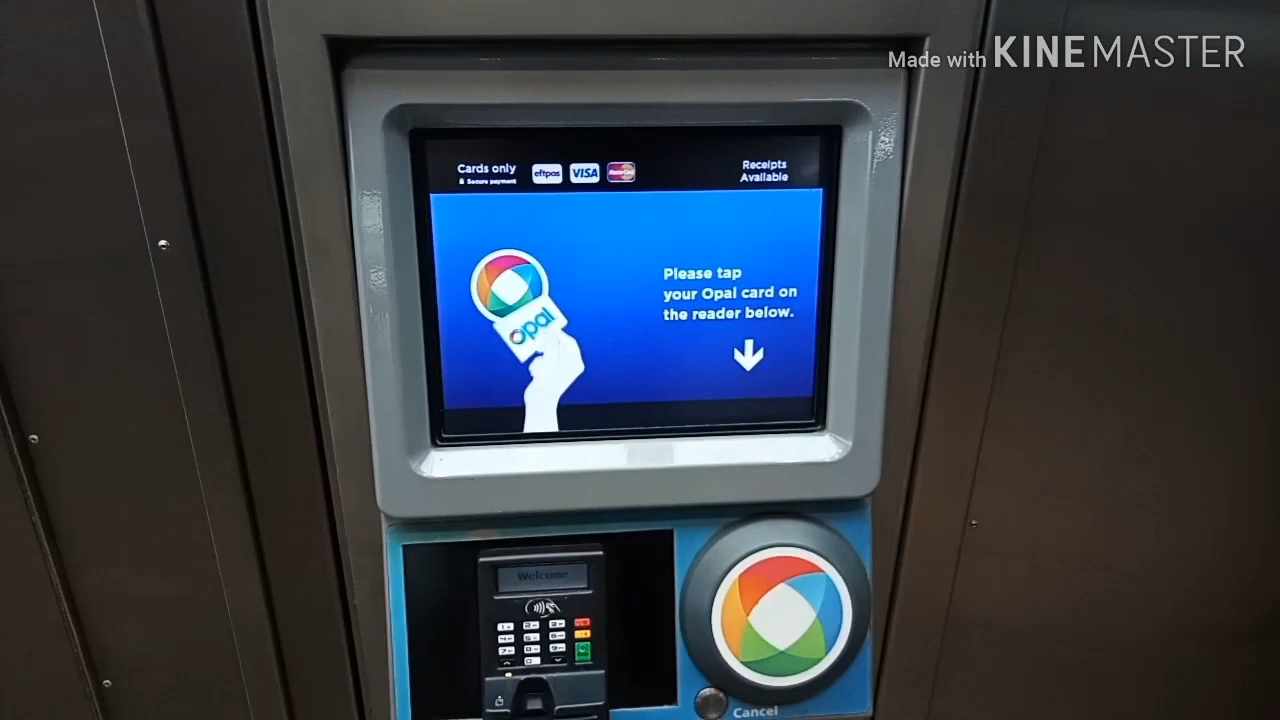 Made with KINEMASTER
Cards only
Secure payment
eftpos
VISA
MasterCard
Receipts
Available
Please tap
your Opal card on
the reader below.
opal
Welcome
Cancel